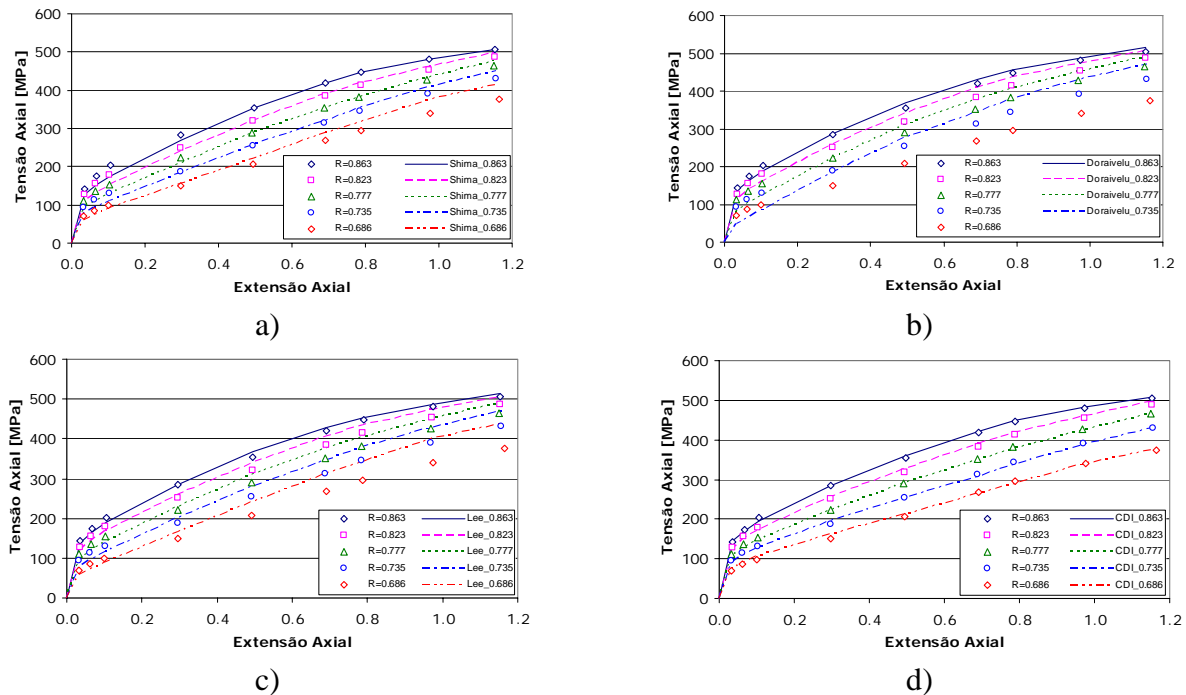 Tensão Axial [MPa]
600
500
400
300
200
100
0
R=0.863 Shima_0.863
R=0.823 Shima_0.823
R=0.777 Shima_0.777
R=0.735 Shima_0.735
R=0.686 Shima_0.686
0.0 0.2 0.4 0.6 0.8 1.0 1.2
Extensão Axial
a)
Tensão Axial [MPa]
600
500
400
300
200
100
0
R=0.863 Doraivelu_0.863
R=0.823 Doraivelu_0.823
R=0.777 Doraivelu_0.777
R=0.735 Doraivelu_0.735
R=0.686
0.0 0.2 0.4 0.6 0.8 1.0 1.2
Extensão Axial
b)
Tensão Axial [MPa]
600
500
400
300
200
100
0
R=0.863 Lee_0.863
R=0.823 Lee_0.823
R=0.777 Lee_0.777
R=0.735 Lee_0.735
R=0.686 Lee_0.686
0.0 0.2 0.4 0.6 0.8 1.0 1.2
Extensão Axial
c)
Tensão Axial [MPa]
600
500
400
300
200
100
0
R=0.863 CDI_0.863
R=0.823 CDI_0.823
R=0.777 CDI_0.777
R=0.735 CDI_0.735
R=0.686 CDI_0.686
0.0 0.2 0.4 0.6 0.8 1.0 1.2
Extensão Axial
d)